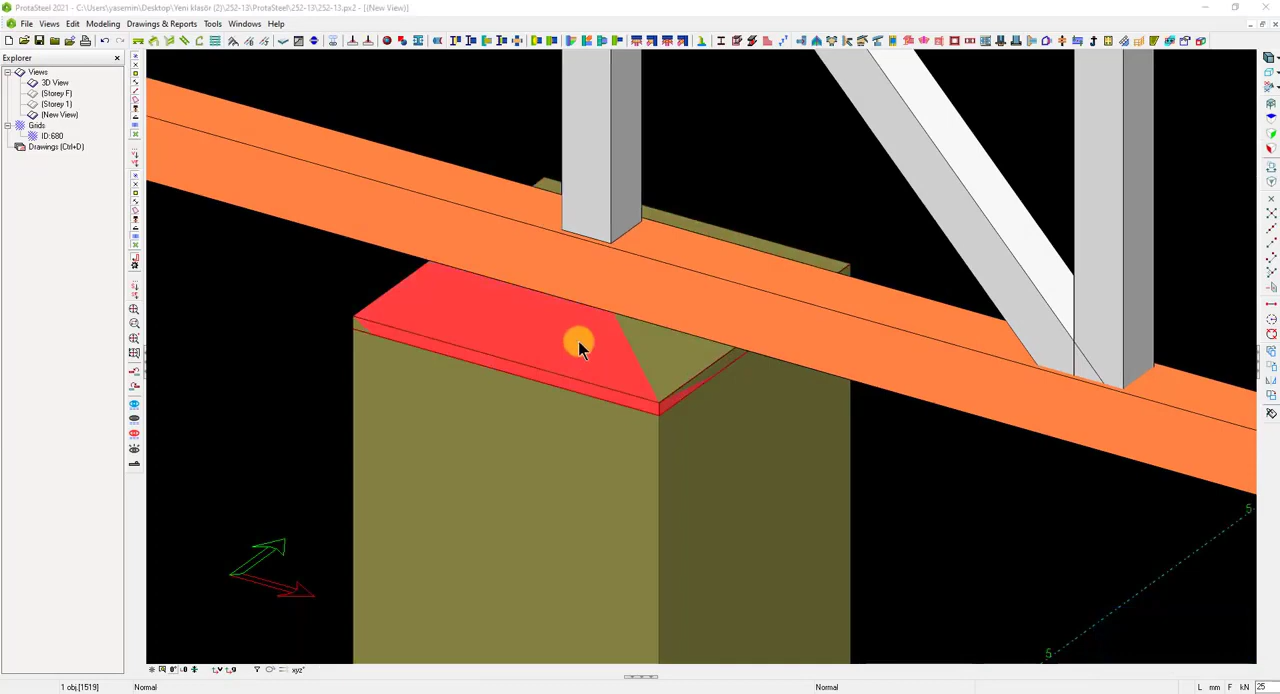 ProtaSteel 2021 - C:\Users\yasemin\Desktop\Yeni klasör (2)\252-13\ProtaSteel\252-13\252-13.px2 - [(New View)]
File Views Edit Modeling Drawings & Reports Tools Windows Help
Explorer
Views
3D View
(Storey F)
(Storey 1)
(New View)
Grids
ID:680
Drawings (Ctrl+D)
5
5
1 obj.[1519] Normal Normal L mm F kN 25